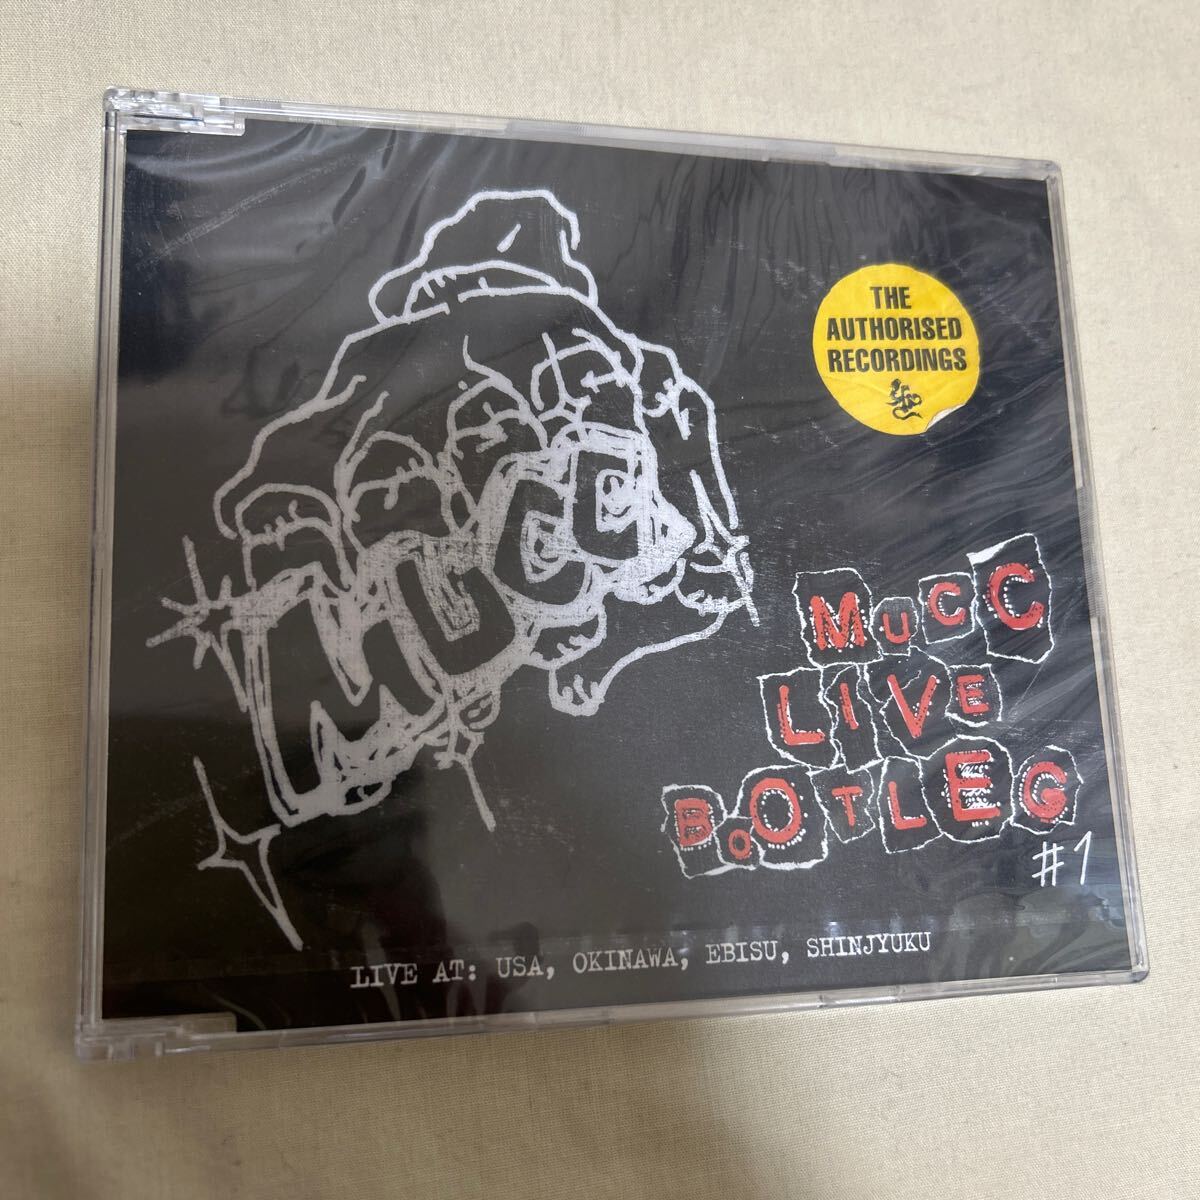 MUCC
THE
AUTHORISED
RECORDINGS
MUCC
LIVE
BOOTLEG
#1
LIVE AT: USA, OKINAWA, EBISU, SHINJYUKU